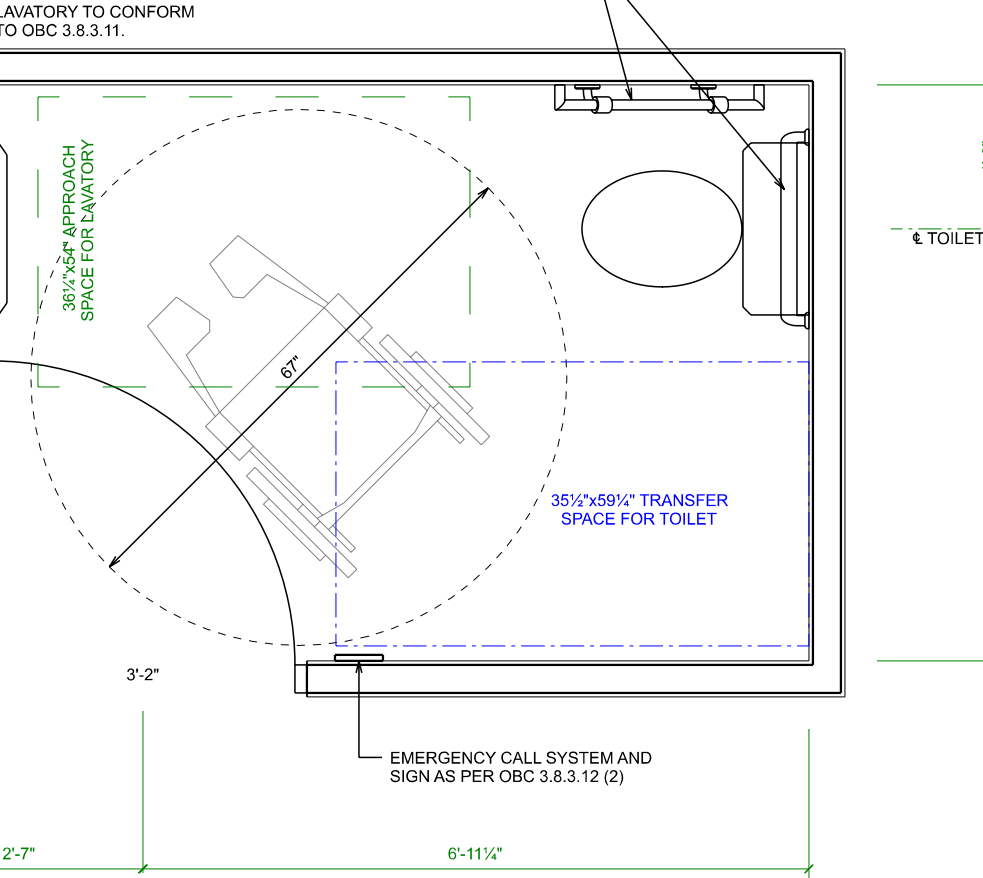 LAVATORY TO CONFORM
TO OBC 3.8.3.11.
36¼"x54" APPROACH
SPACE FOR LAVATORY
℄ TOILET
67"
35½"x59¼" TRANSFER
SPACE FOR TOILET
3'-2"
EMERGENCY CALL SYSTEM AND
SIGN AS PER OBC 3.8.3.12 (2)
2'-7"
6'-11¼"